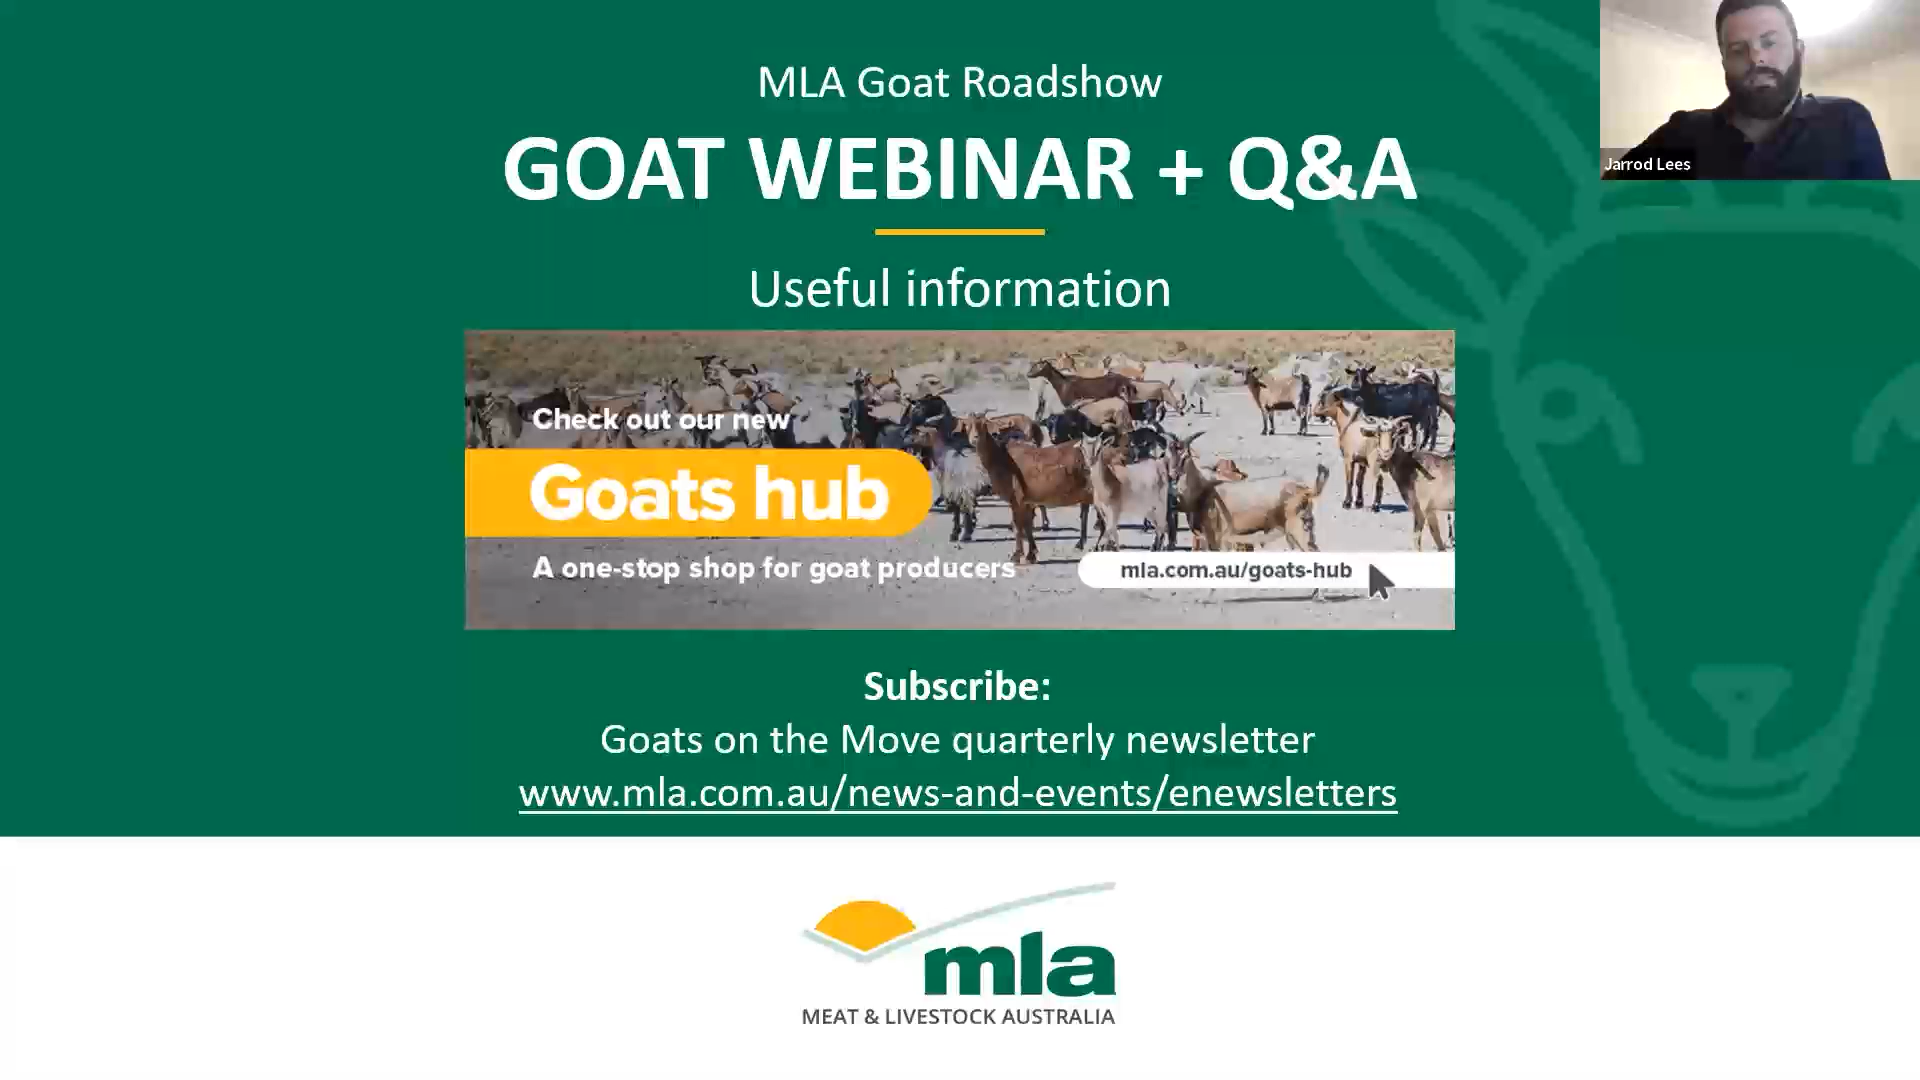 MLA Goat Roadshow
GOAT WEBINAR + Q&A
Jarrod Lees
Useful information
Check out our new
Goats hub
A one-stop shop for goat producers
mla.com.au/goats-hub
Subscribe:
Goats on the Move quarterly newsletter
www.mla.com.au/news-and-events/enewsletters
mla
MEAT & LIVESTOCK AUSTRALIA